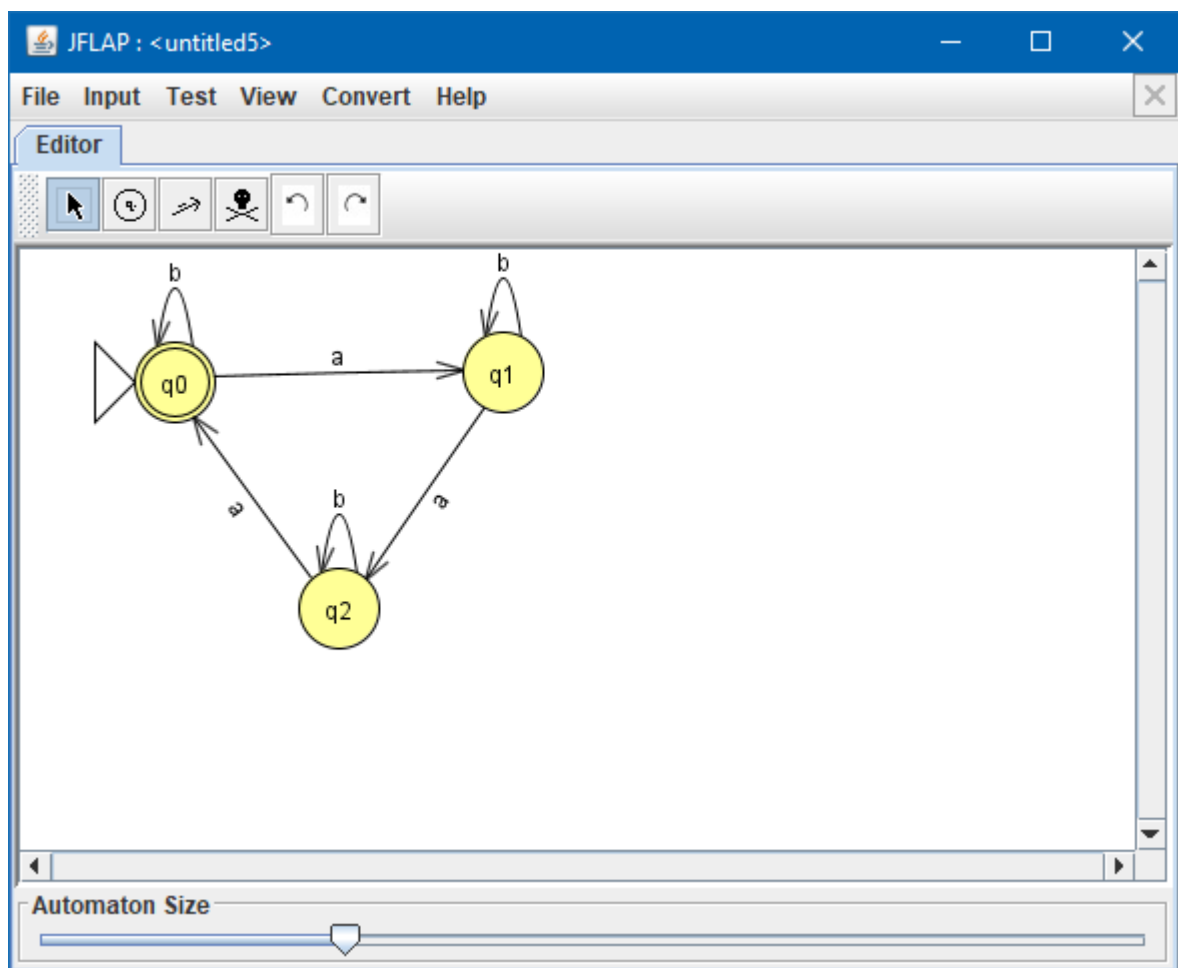 JFLAP : <untitled5>
File Input Test View Convert Help
Editor
b
b
q0
a
q1
a
a
b
q2
Automaton Size